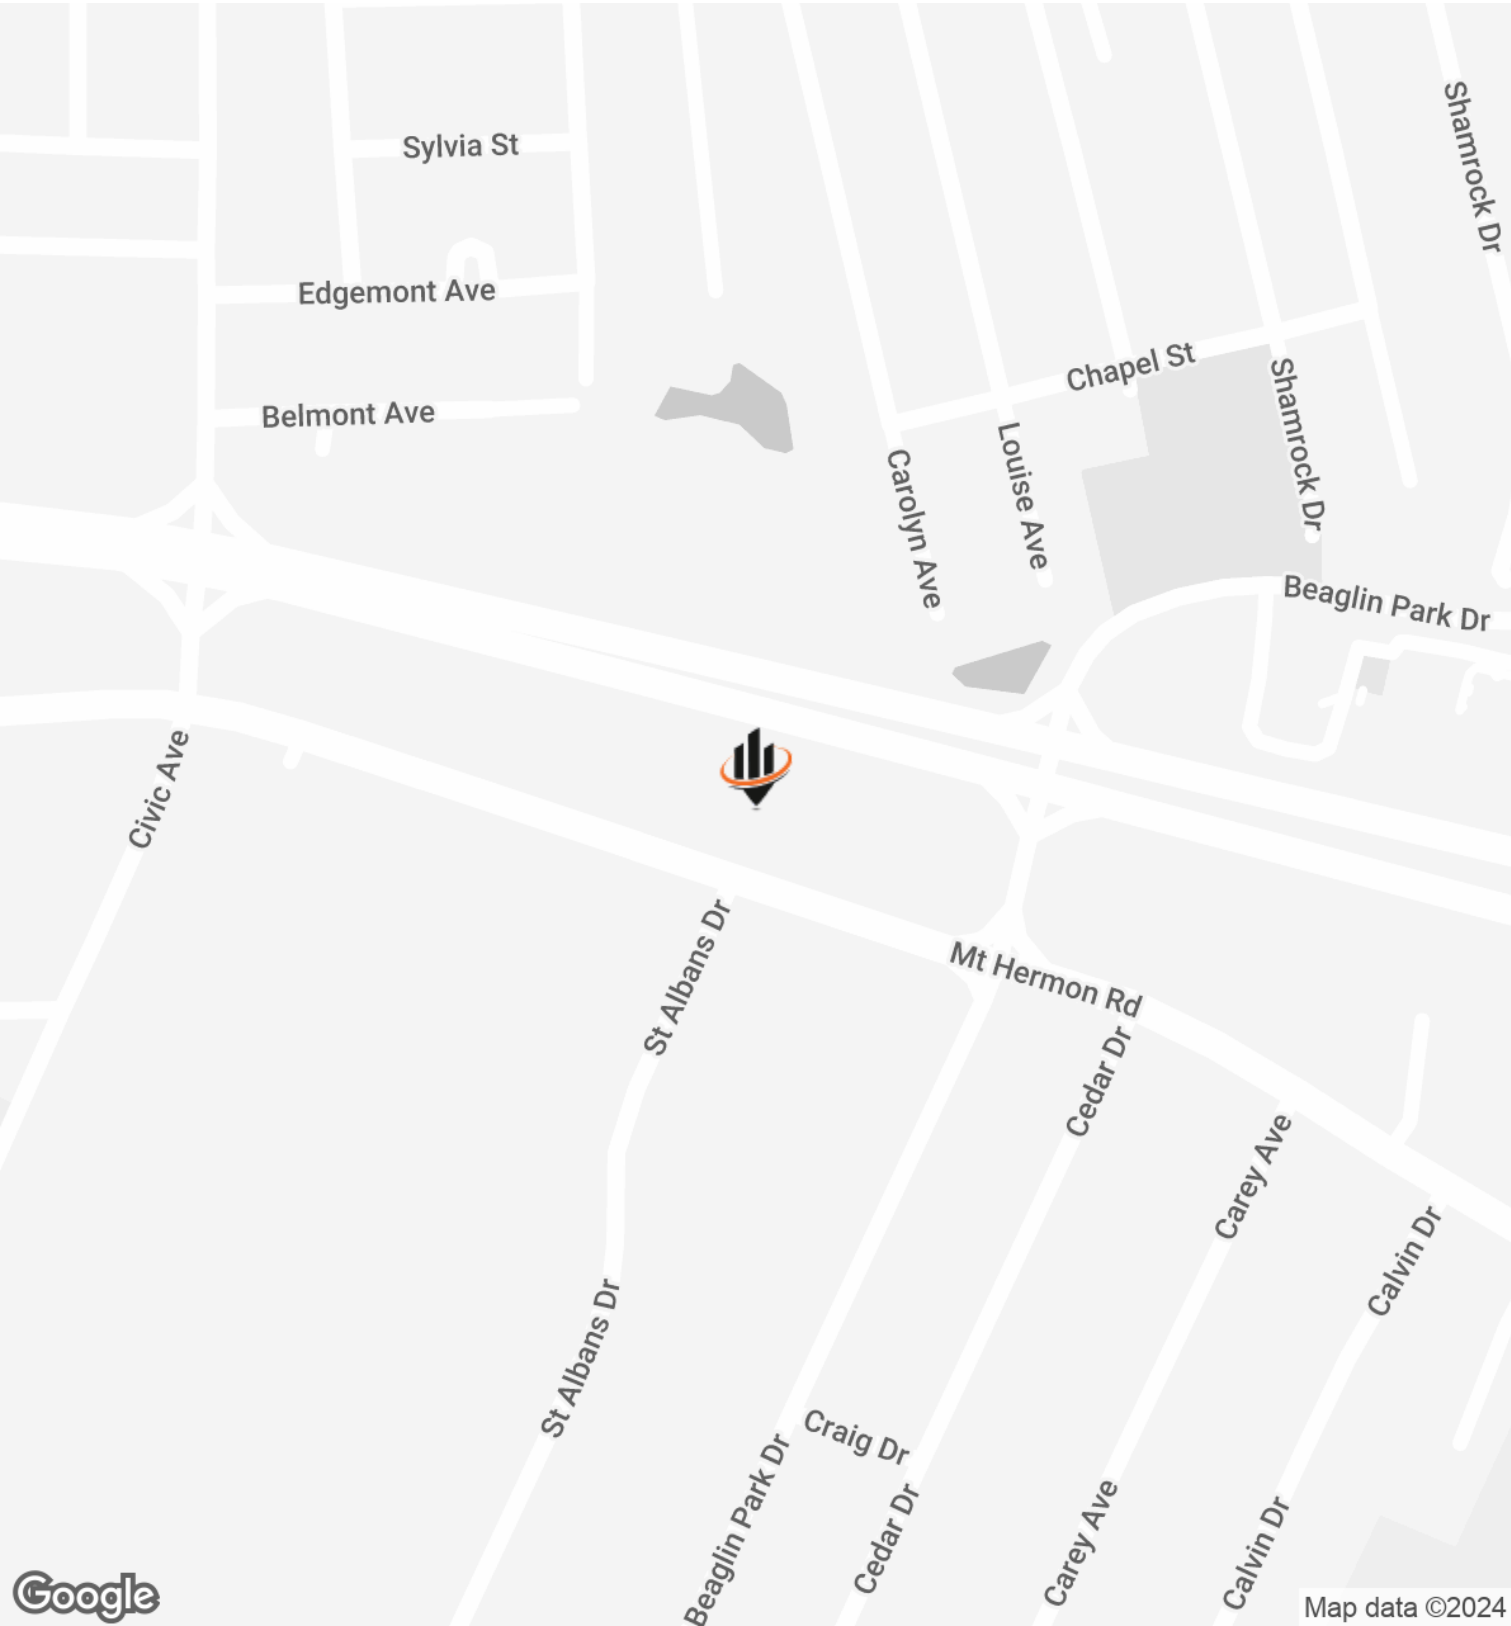 Shamrock Dr
Sylvia St
Edgemont Ave
Chapel St
Belmont Ave
Shamrock Dr
Louise Ave
Carolyn Ave
Beaglin Park Dr
Civic Ave
St Albans Dr
Mt Hermon Rd
Cedar Dr
Carey Ave
Calvin Dr
St Albans Dr
Craig Dr
Beaglin Park Dr
Cedar Dr
Carey Ave
Calvin Dr
Google
Map data ©2024